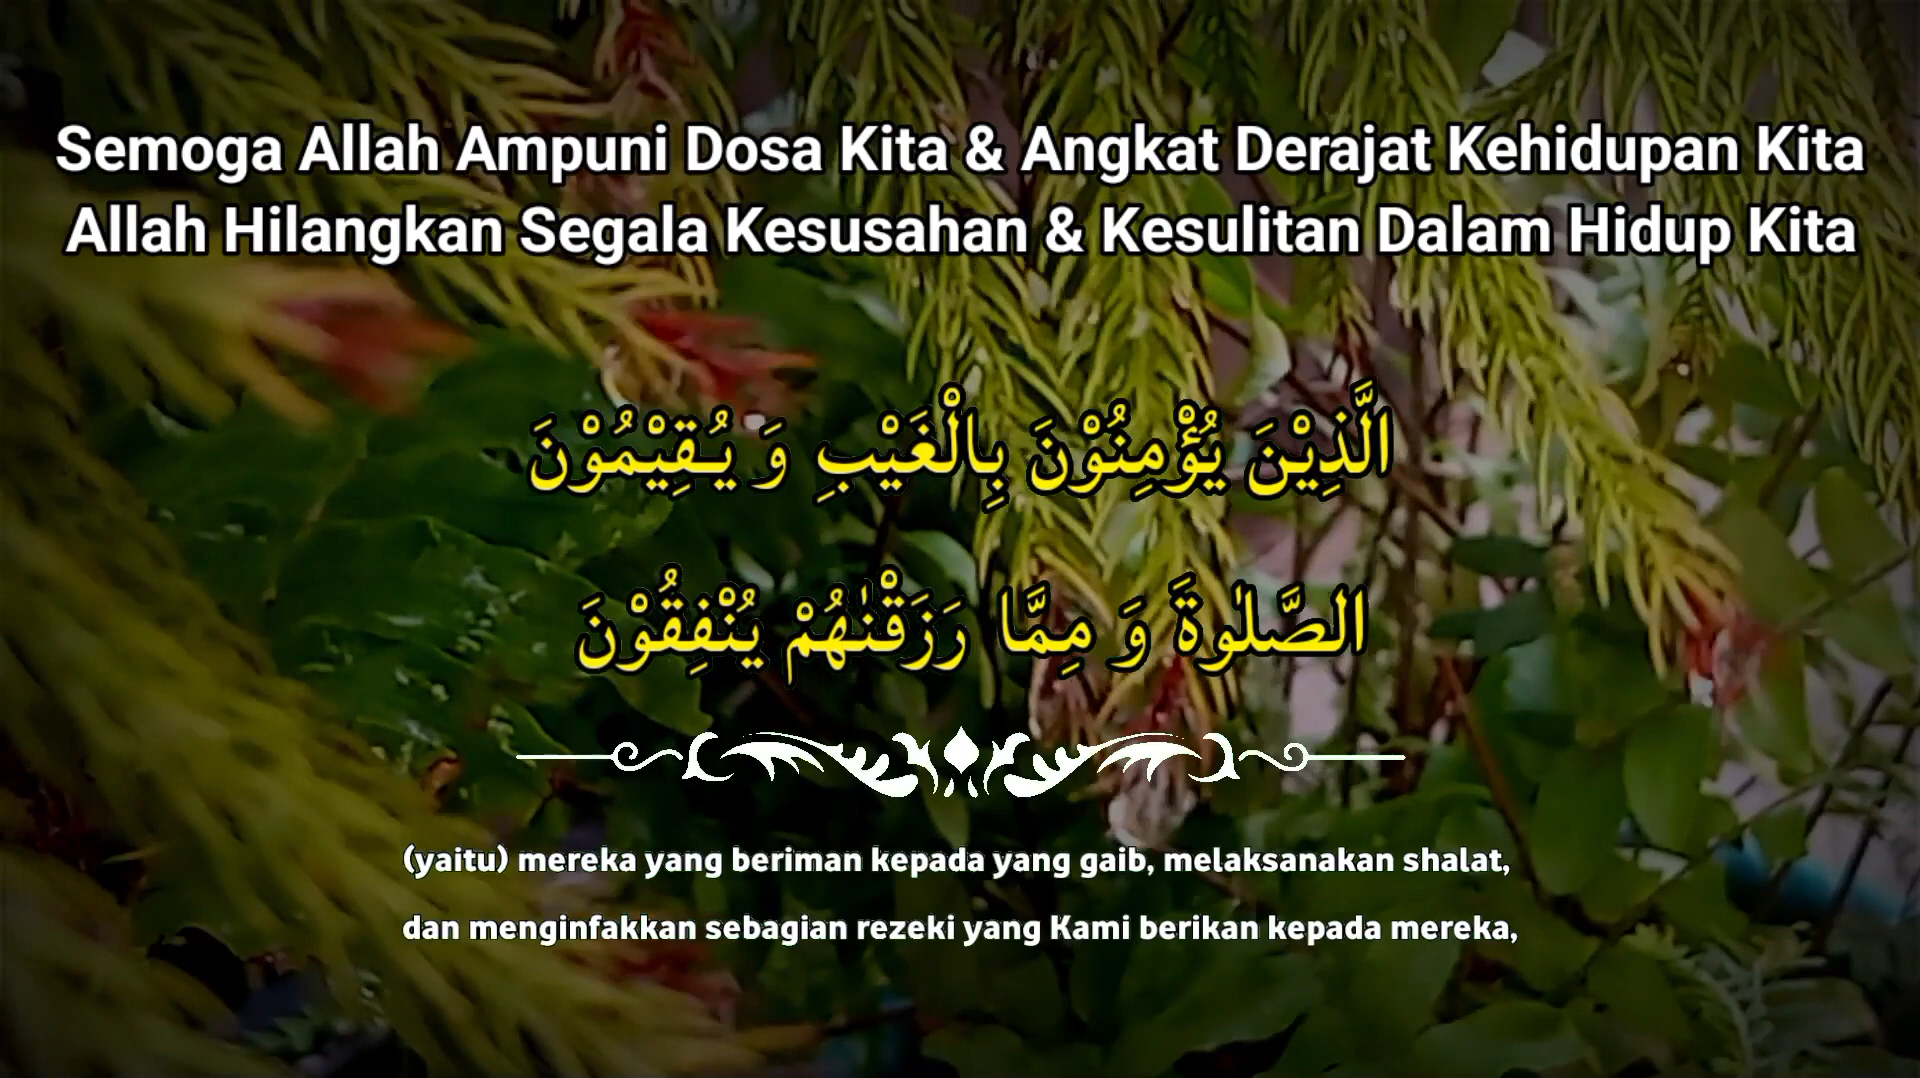 Semoga Allah Ampuni Dosa Kita & Angkat Derajat Kehidupan Kita
Allah Hilangkan Segala Kesusahan & Kesulitan Dalam Hidup Kita
الَّذِيْنَ يُؤْمِنُوْنَ بِالْغَيْبِ وَ يُـقِيْمُوْنَ
الصَّلٰوةَ وَ مِمَّا رَزَقْنٰهُمْ يُنْفِقُوْنَ
(yaitu) mereka yang beriman kepada yang gaib, melaksanakan shalat,
dan menginfakkan sebagian rezeki yang Kami berikan kepada mereka,